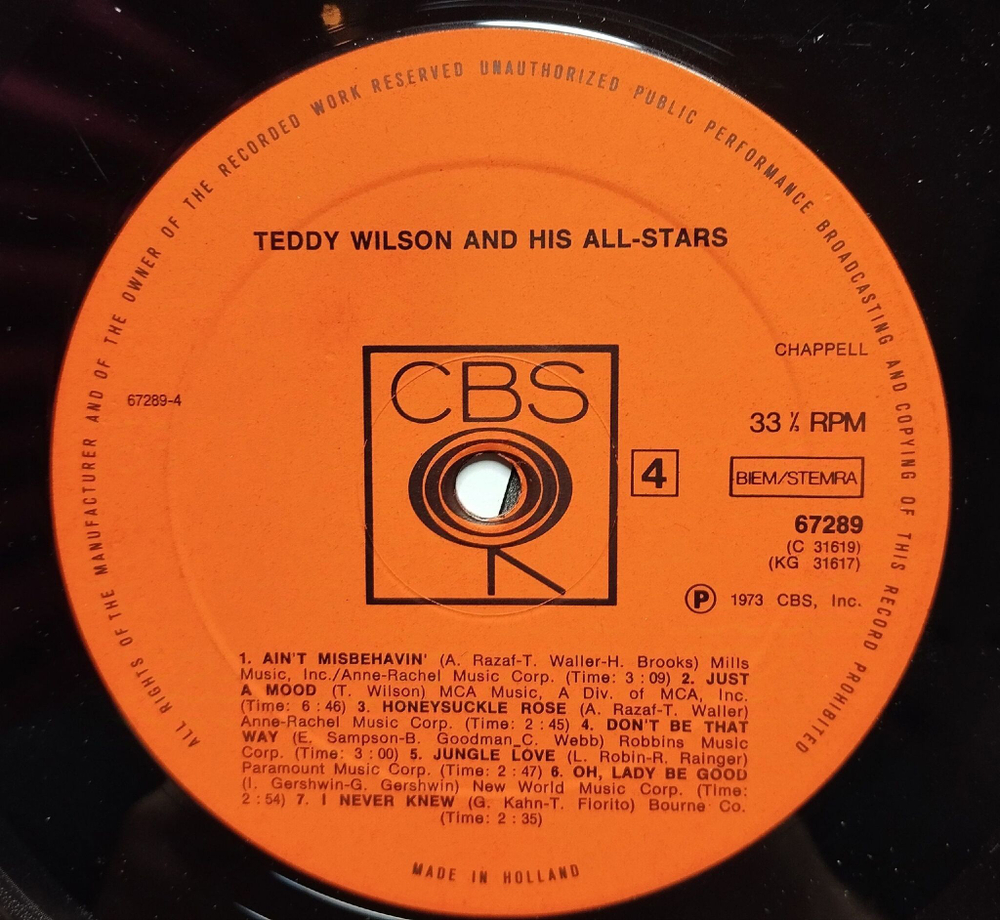 ALL RIGHTS OF THE MANUFACTURER AND OF THE OWNER OF THE RECORDED WORK RESERVED UNAUTHORIZED PUBLIC PERFORMANCE BROADCASTING AND COPYING OF THIS RECORD PROHIBITED
TEDDY WILSON AND HIS ALL-STARS
CHAPPELL
67289-4
CBS
33 ⅓ RPM
4
BIEM/STEMRA
67289
(C 31619)
(KG 31617)
Ⓟ 1973 CBS, Inc.
1. AIN'T MISBEHAVIN' (A. Razaf-T. Waller-H. Brooks) Mills
Music, Inc./Anne-Rachel Music Corp. (Time: 3 : 09) 2. JUST
A MOOD (T. Wilson) MCA Music, A Div. of MCA, Inc.
(Time: 6 : 46) 3. HONEYSUCKLE ROSE (A. Razaf-T. Waller)
Anne-Rachel Music Corp. (Time: 2 : 45) 4. DON'T BE THAT
WAY (E. Sampson-B. Goodman_C. Webb) Robbins Music
Corp. (Time: 3 : 00) 5. JUNGLE LOVE (L. Robin-R. Rainger)
Paramount Music Corp. (Time: 2 : 47) 6. OH, LADY BE GOOD
(I. Gershwin-G. Gershwin) New World Music Corp. (Time:
2 : 54) 7. I NEVER KNEW (G. Kahn-T. Fiorito) Bourne Co.
(Time: 2 : 35)
MADE IN HOLLAND